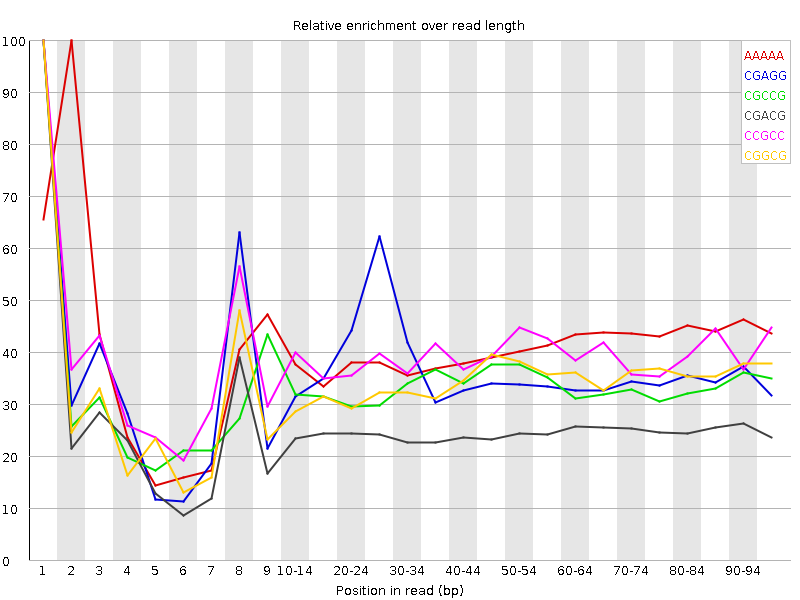 Relative enrichment over read length
100
90
80
70
60
50
40
30
20
10
0
AAAAA
CGAGG
CGCCG
CGACG
CCGCC
CGGCG
1 2 3 4 5 6 7 8 9 10-14 20-24 30-34 40-44 50-54 60-64 70-74 80-84 90-94
Position in read (bp)